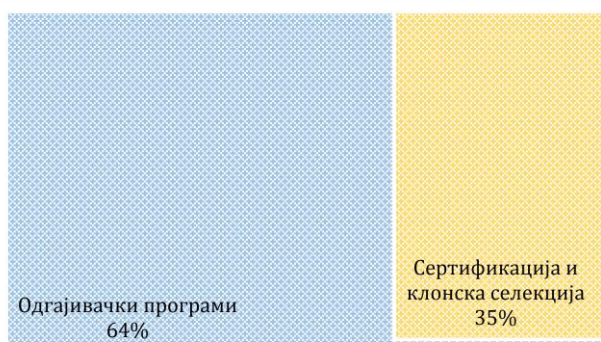 Одгајивачки програми
64%
Сертификација и
клонска селекција
35%